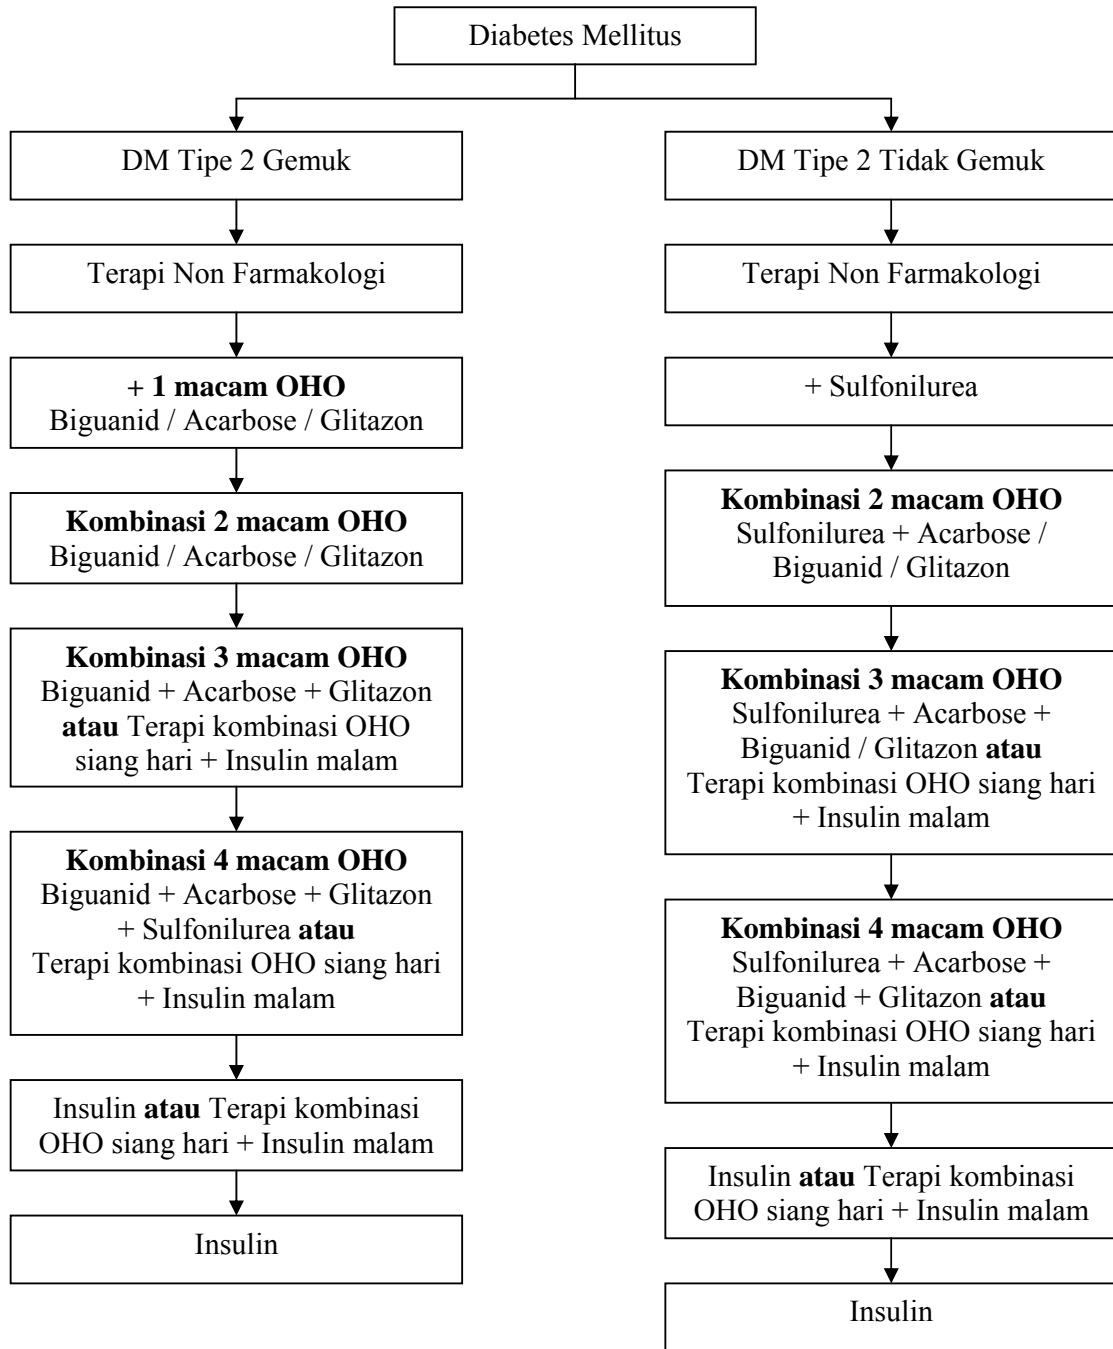 Diabetes Mellitus
DM Tipe 2 Gemuk
Terapi Non Farmakologi
+ 1 macam OHO
Biguanid / Acarbose / Glitazon
Kombinasi 2 macam OHO
Biguanid / Acarbose / Glitazon
Kombinasi 3 macam OHO
Biguanid + Acarbose + Glitazon
atau Terapi kombinasi OHO
siang hari + Insulin malam
Kombinasi 4 macam OHO
Biguanid + Acarbose + Glitazon
+ Sulfonilurea atau
Terapi kombinasi OHO siang hari
+ Insulin malam
Insulin atau Terapi kombinasi
OHO siang hari + Insulin malam
Insulin
DM Tipe 2 Tidak Gemuk
Terapi Non Farmakologi
+ Sulfonilurea
Kombinasi 2 macam OHO
Sulfonilurea + Acarbose /
Biguanid / Glitazon
Kombinasi 3 macam OHO
Sulfonilurea + Acarbose +
Biguanid / Glitazon atau
Terapi kombinasi OHO siang hari
+ Insulin malam
Kombinasi 4 macam OHO
Sulfonilurea + Acarbose +
Biguanid + Glitazon atau
Terapi kombinasi OHO siang hari
+ Insulin malam
Insulin atau Terapi kombinasi
OHO siang hari + Insulin malam
Insulin